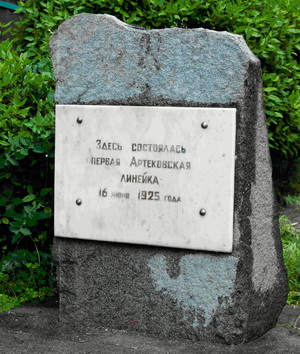 Здесь состоялась
первая Артековская
линейка
16 июня 1925 года